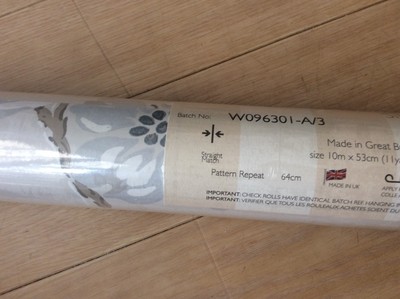 Batch No: W096301-A/3
Straight
Match
Made in Great
size 10m x 53cm
Pattern Repeat 64cm
MADE IN UK
APPLY
IMPORTANT: CHECK ROLLS HAVE IDENTICAL BATCH REF HANGING
IMPORTANT: VERIFIER QUE TOUS LES ROULEAUX ACHETES SOIENT DU